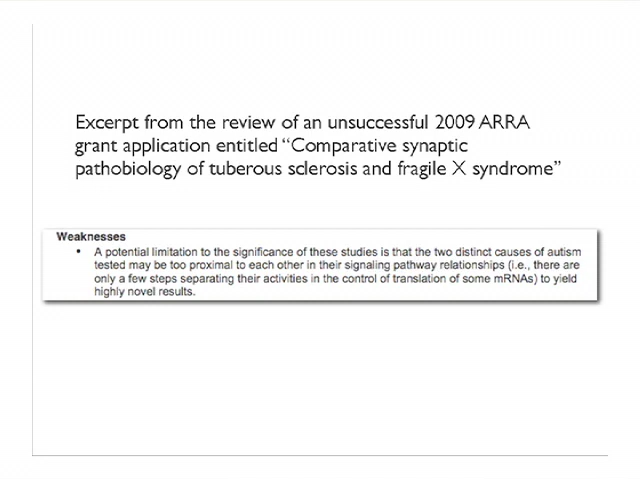 Excerpt from the review of an unsuccessful 2009 ARRA
grant application entitled “Comparative synaptic
pathobiology of tuberous sclerosis and fragile X syndrome”
Weaknesses
• A potential limitation to the significance of these studies is that the two distinct causes of autism
tested may be too proximal to each other in their signaling pathway relationships (i.e., there are
only a few steps separating their activities in the control of translation of some mRNAs) to yield
highly novel results.